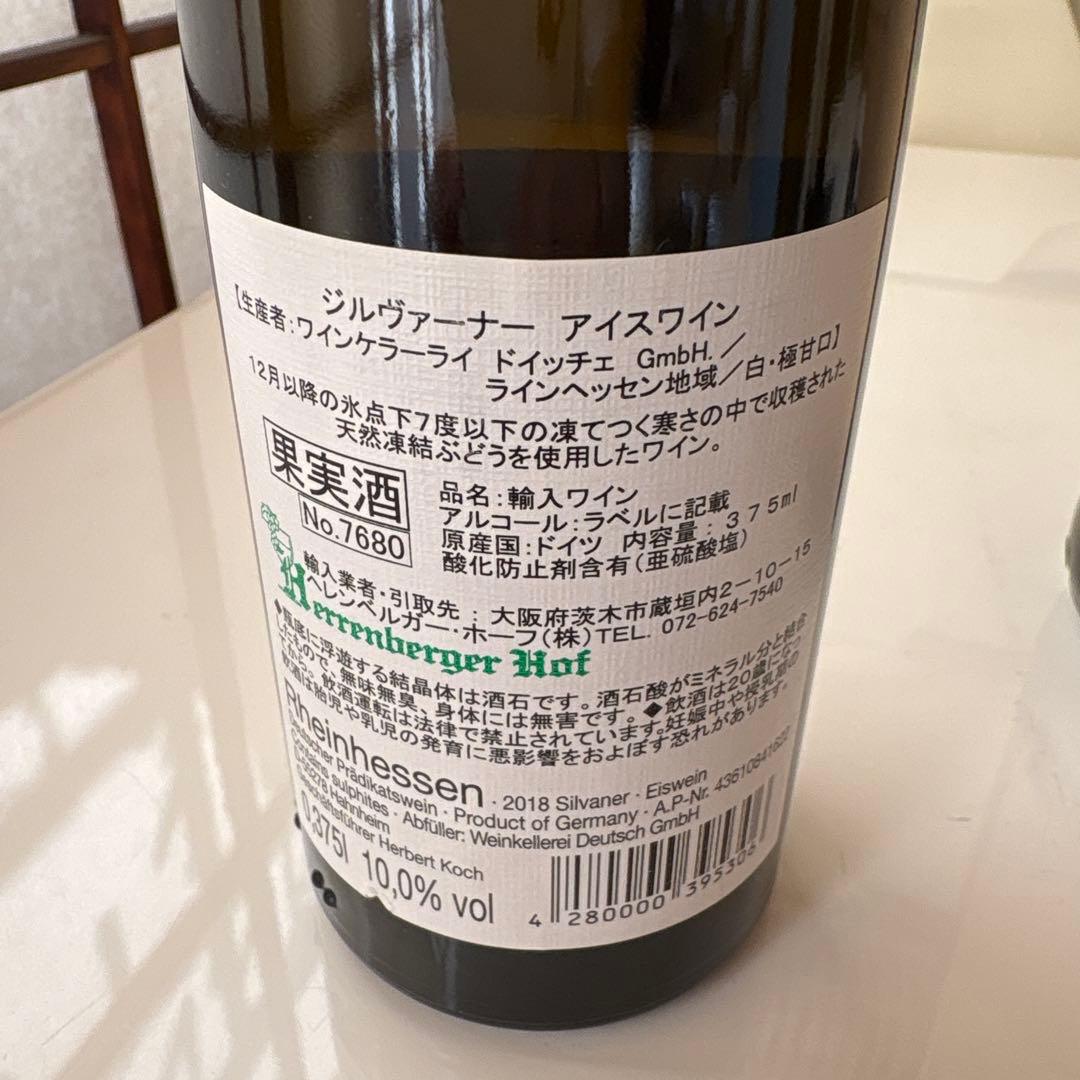 ジルヴァーナー アイスワイン
【生産者：ワインケラーライ ドイッチェ GmbH.／
ラインヘッセン地域／白・極甘口】
12月以降の氷点下7度以下の凍てつく寒さの中で収穫された
天然凍結ぶどうを使用したワイン。
果実酒
No.7680
品名：輸入ワイン
アルコール：ラベルに記載
原産国：ドイツ 内容量：375ml
酸化防止剤含有（亜硫酸塩）
輸入業者・引取先：大阪府茨木市蔵垣内2-10-15
ヘレンベルガー・ホーフ(株)TEL. 072-624-7540
Herrenberger Hof
◆瓶底に浮遊する結晶体は酒石です。酒石酸がミネラル分と結合
したもので、無味無臭、身体には無害です。◆飲酒は20歳になっ
てから。飲酒運転は法律で禁止されています。妊娠中や授乳期の
飲酒は胎児や乳児の発育に悪影響をおよぼす恐れがあります。
Rheinhessen · 2018 Silvaner · Eiswein
Deutscher Prädikatswein · Product of Germany · A.P-Nr. 43610841620
Contains sulphites · Abfüller: Weinkellerei Deutsch GmbH
D-55278 Hahnheim
Geschäftsführer Herbert Koch
0,375l 10,0% vol
4 280000 395308